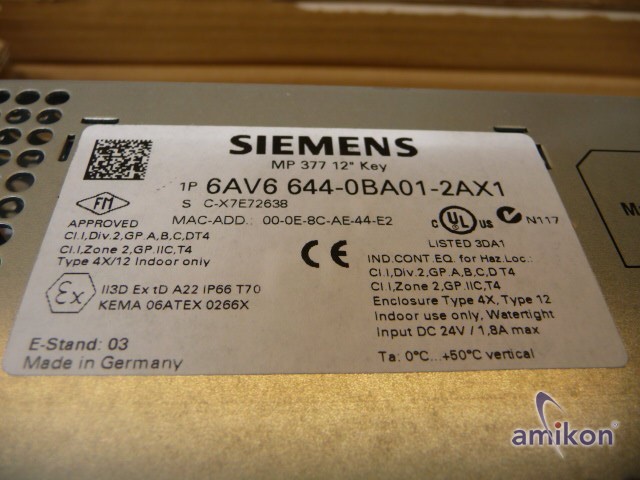 SIEMENS
MP 377 12" Key
1P 6AV6 644-0BA01-2AX1
S C-X7E72638
MAC-ADD.: 00-0E-8C-AE-44-E2
FM
APPROVED
Cl.I,Div.2,GP.A,B,C,DT4
Cl.I,Zone 2,GP.IIC,T4
Type 4X/12 Indoor only
CE
c UL US
N117
LISTED 3DA1
IND.CONT.EQ. for Haz.Loc.:
Cl.I,Div.2,GP.A,B,C,D T4
Cl.I,Zone 2,GP.IIC,T4
Enclosure Type 4X, Type 12
Indoor use only, Watertight
Input DC 24V / 1,8A max
Ex II3D Ex tD A22 IP66 T70
KEMA 06ATEX 0266X
E-Stand: 03
Made in Germany
Ta: 0°C...+50°C vertical
amikon